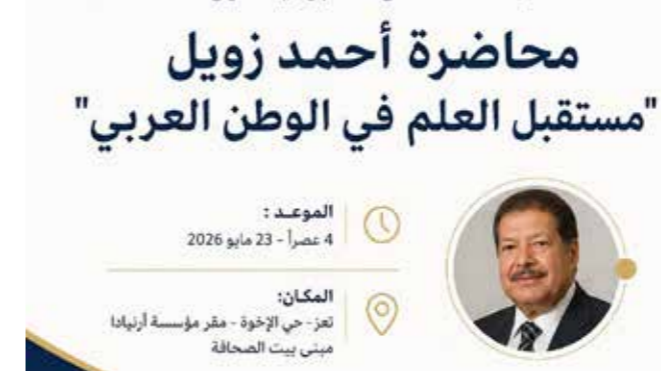 محاضرة أحمد زويل
"مستقبل العلم في الوطن العربي"
الموعـد :
4 عصراً - 23 مايو 2026
المكان:
تعز - حي الإخوة - مقر مؤسسة أرنيادا
مبنى بيت الصحافة